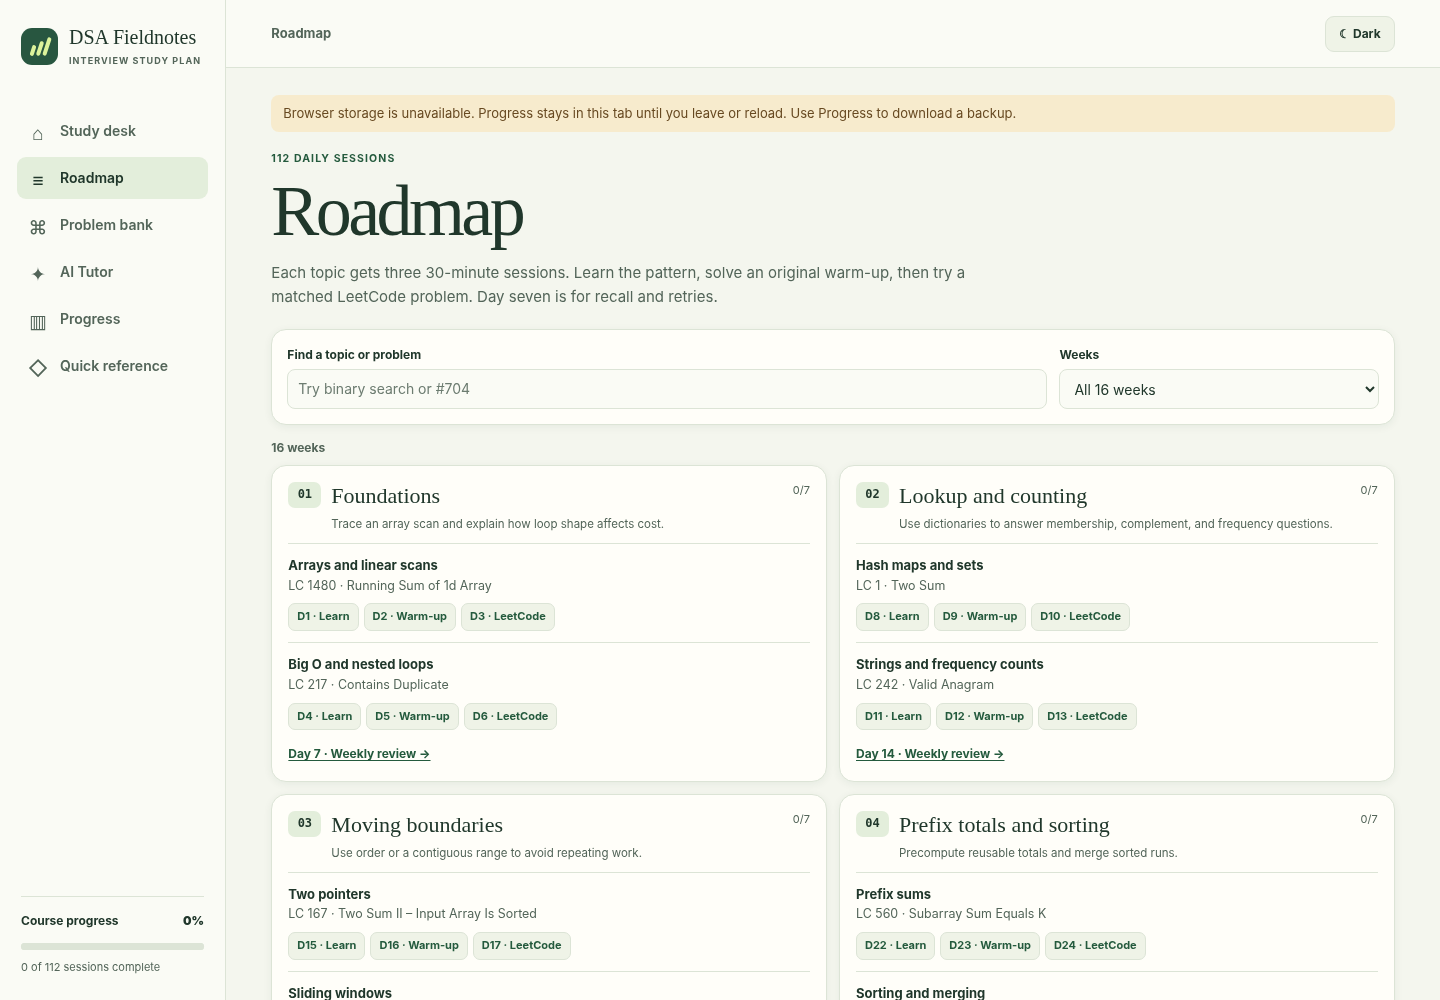 DSA Fieldnotes
INTERVIEW STUDY PLAN
Study desk
Roadmap
Problem bank
AI Tutor
Progress
Quick reference
Course progress 0%
0 of 112 sessions complete
Roadmap
☾ Dark
Browser storage is unavailable. Progress stays in this tab until you leave or reload. Use Progress to download a backup.
112 DAILY SESSIONS
Roadmap
Each topic gets three 30-minute sessions. Learn the pattern, solve an original warm-up, then try a
matched LeetCode problem. Day seven is for recall and retries.
Find a topic or problem
Try binary search or #704
Weeks
All 16 weeks
16 weeks
01 Foundations 0/7
Trace an array scan and explain how loop shape affects cost.
Arrays and linear scans
LC 1480 · Running Sum of 1d Array
D1 · Learn D2 · Warm-up D3 · LeetCode
Big O and nested loops
LC 217 · Contains Duplicate
D4 · Learn D5 · Warm-up D6 · LeetCode
Day 7 · Weekly review →
02 Lookup and counting 0/7
Use dictionaries to answer membership, complement, and frequency questions.
Hash maps and sets
LC 1 · Two Sum
D8 · Learn D9 · Warm-up D10 · LeetCode
Strings and frequency counts
LC 242 · Valid Anagram
D11 · Learn D12 · Warm-up D13 · LeetCode
Day 14 · Weekly review →
03 Moving boundaries 0/7
Use order or a contiguous range to avoid repeating work.
Two pointers
LC 167 · Two Sum II – Input Array Is Sorted
D15 · Learn D16 · Warm-up D17 · LeetCode
Sliding windows
04 Prefix totals and sorting 0/7
Precompute reusable totals and merge sorted runs.
Prefix sums
LC 560 · Subarray Sum Equals K
D22 · Learn D23 · Warm-up D24 · LeetCode
Sorting and merging